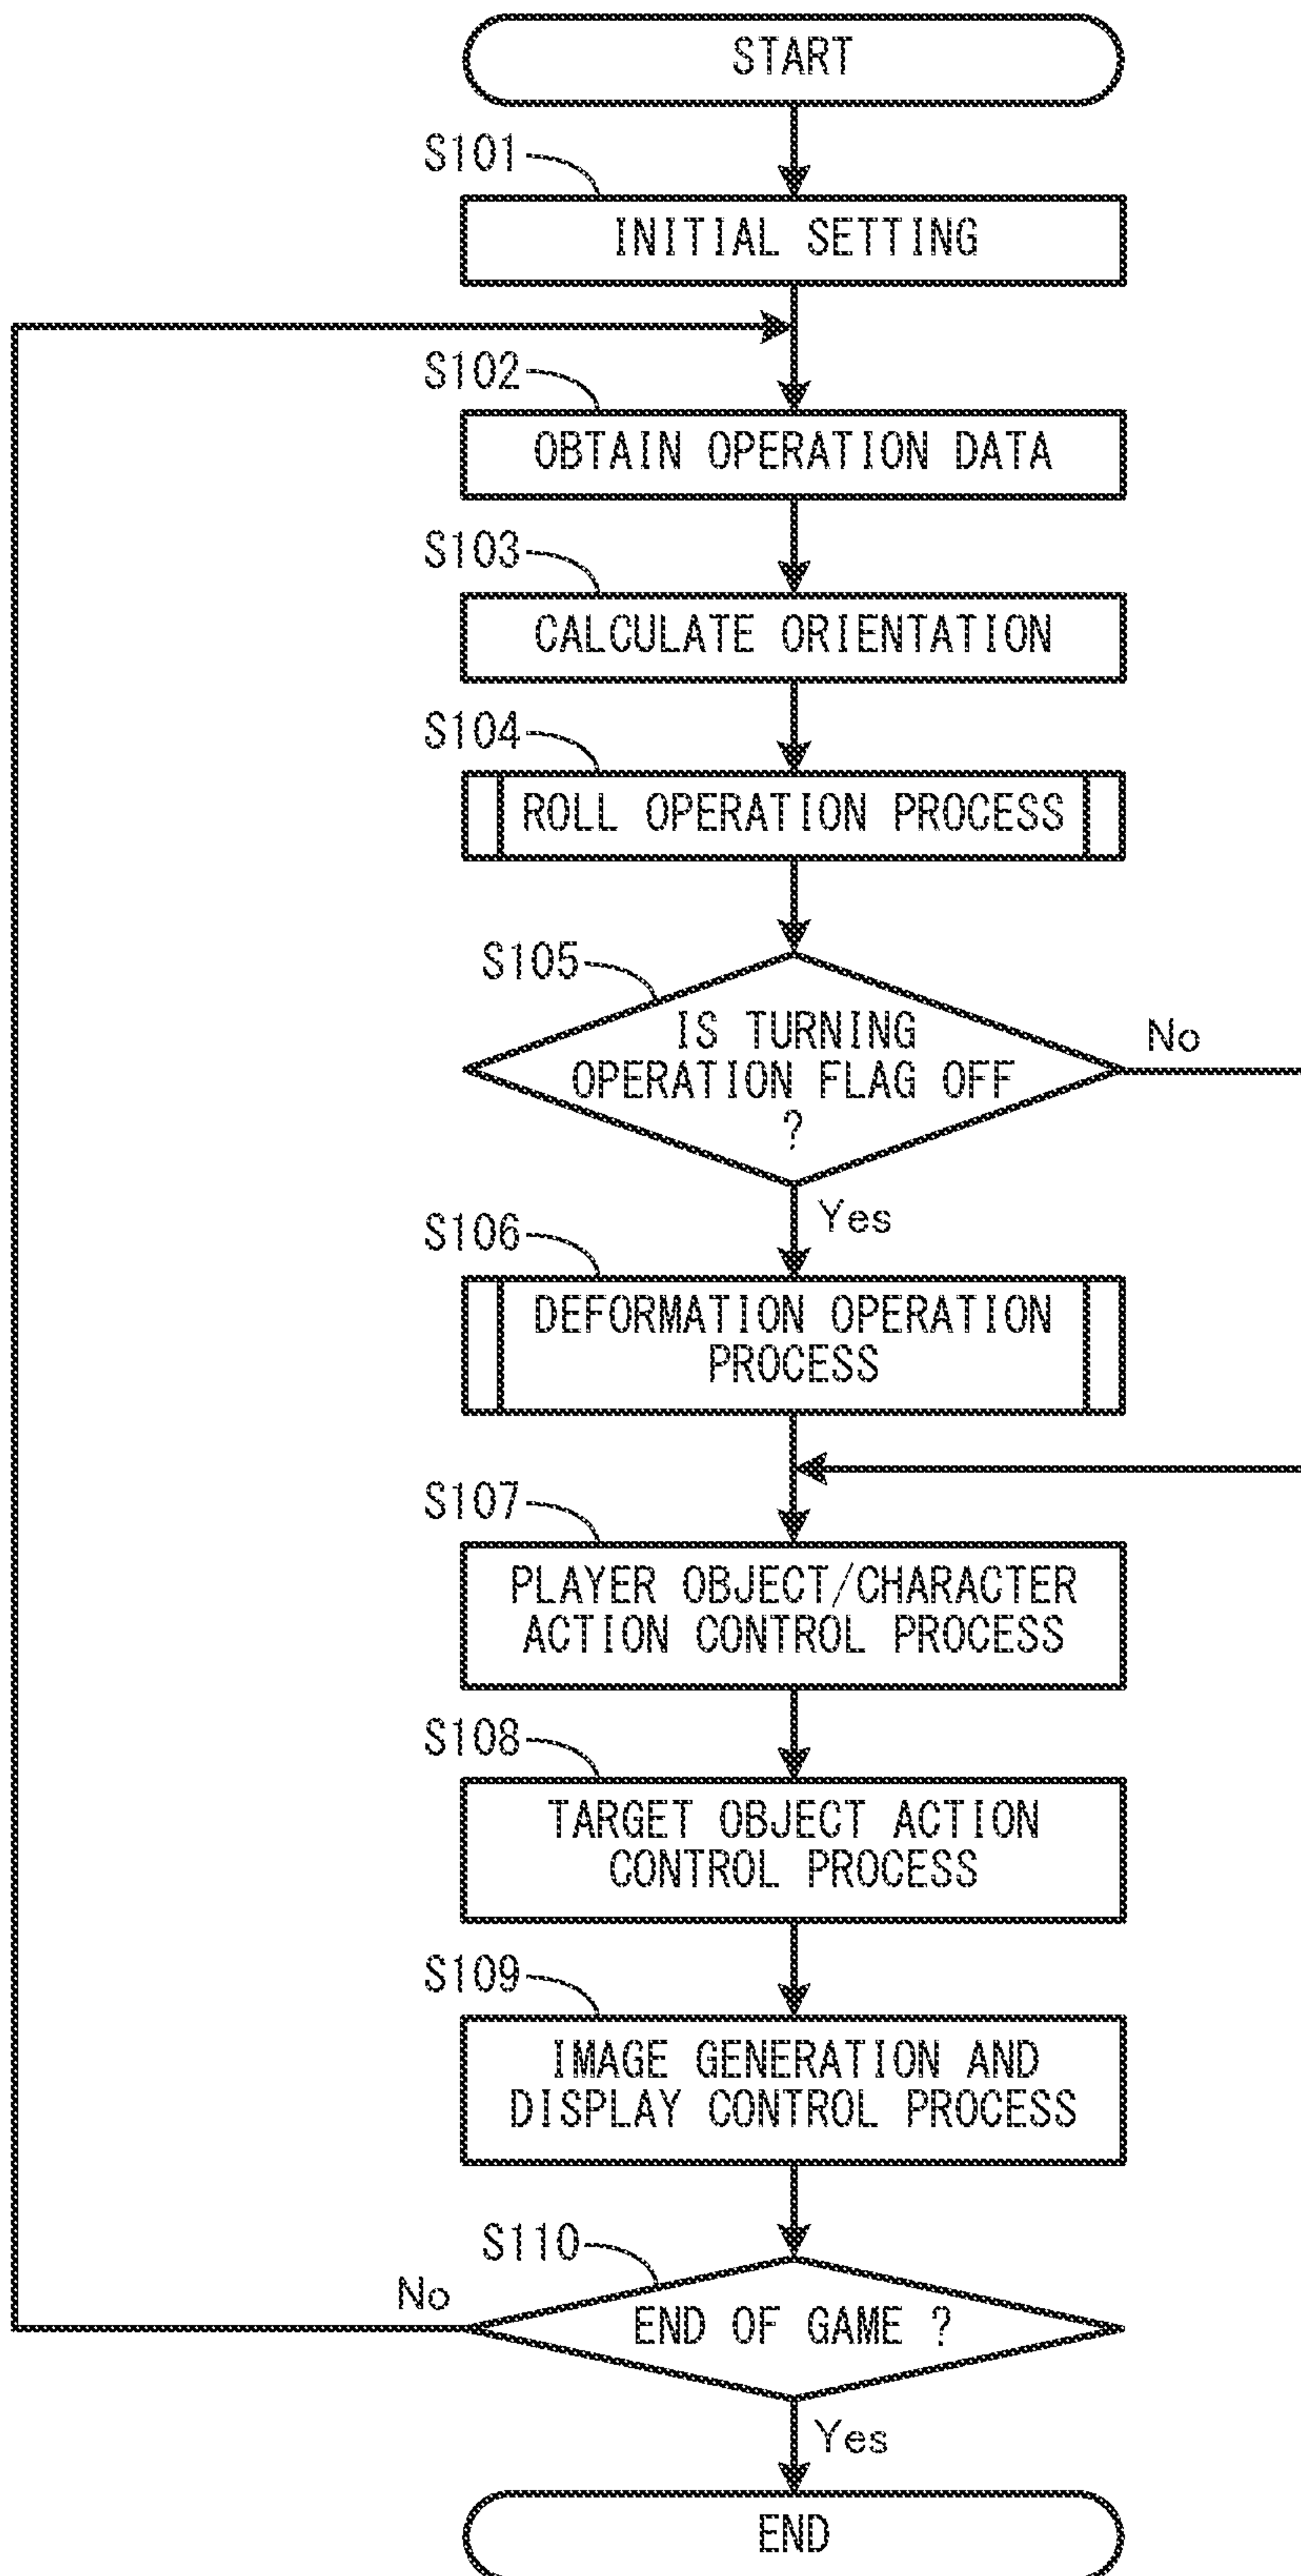 START
S101
INITIAL SETTING
S102
OBTAIN OPERATION DATA
S103
CALCULATE ORIENTATION
S104
ROLL OPERATION PROCESS
S105
IS TURNING
OPERATION FLAG OFF
?
No
Yes
S106
DEFORMATION OPERATION
PROCESS
S107
PLAYER OBJECT/CHARACTER
ACTION CONTROL PROCESS
S108
TARGET OBJECT ACTION
CONTROL PROCESS
S109
IMAGE GENERATION AND
DISPLAY CONTROL PROCESS
S110
No
END OF GAME ?
Yes
END